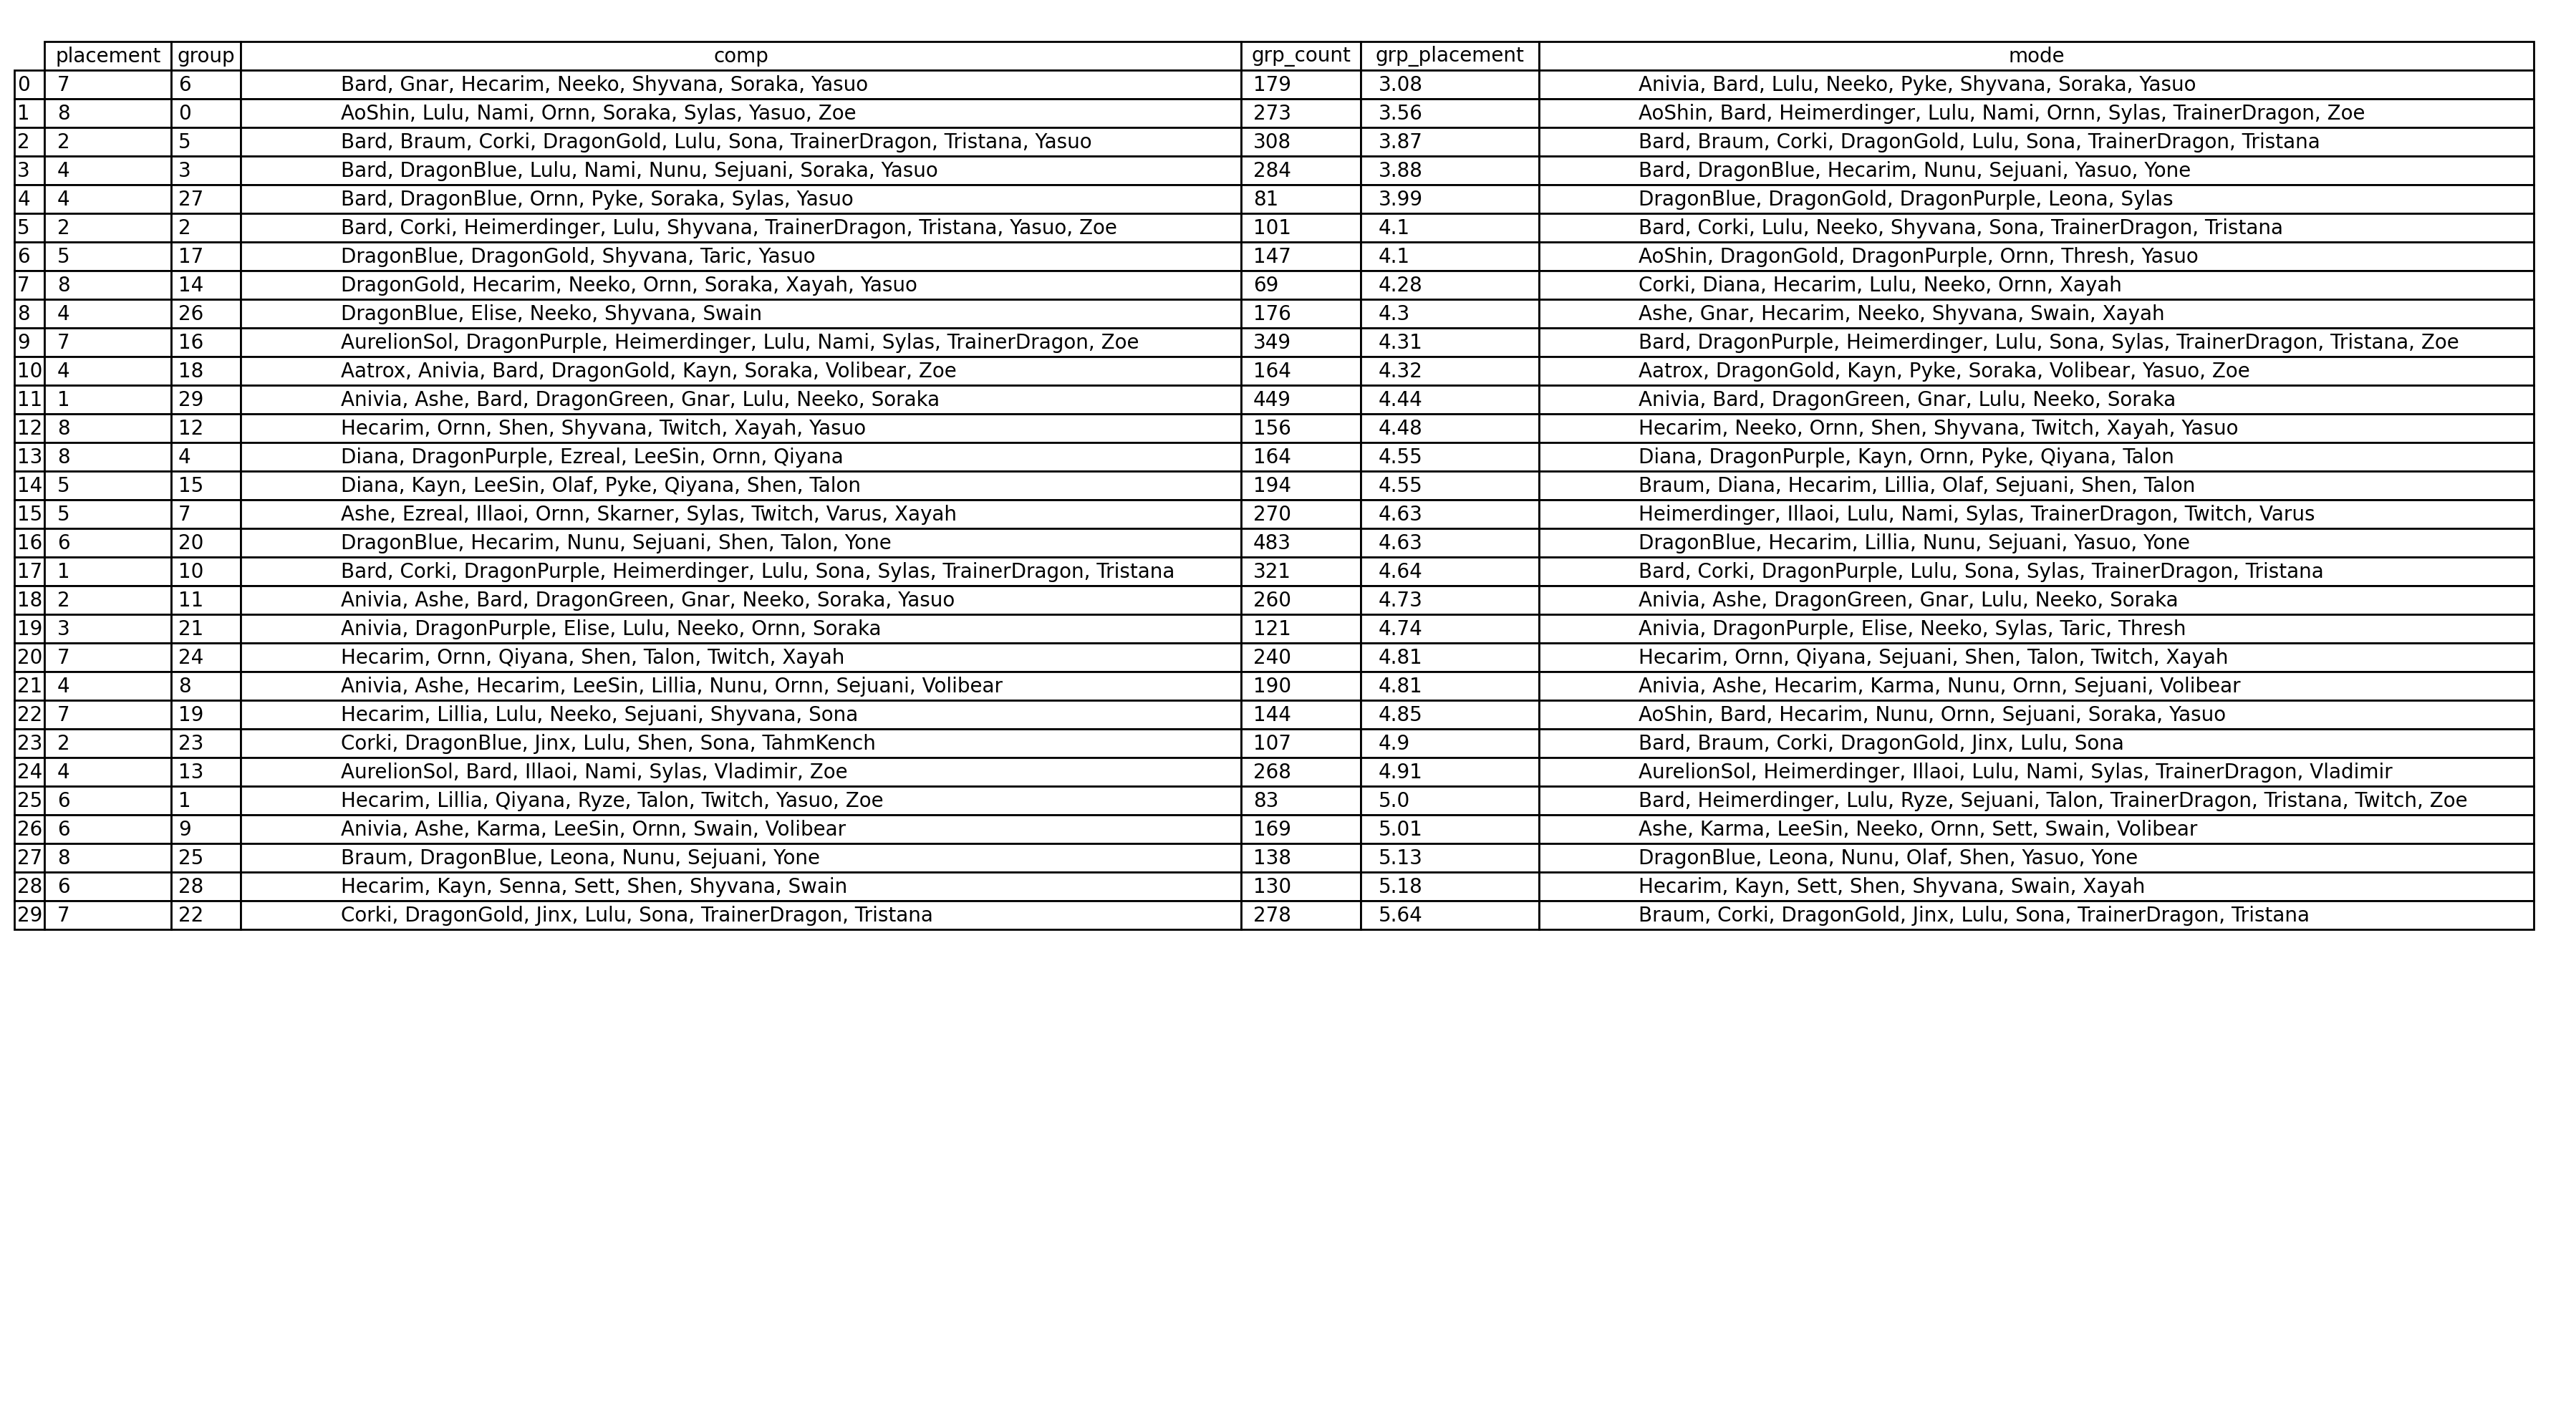 placement group comp grp_count grp_placement mode
0 7 6 Bard, Gnar, Hecarim, Neeko, Shyvana, Soraka, Yasuo 179 3.08 Anivia, Bard, Lulu, Neeko, Pyke, Shyvana, Soraka, Yasuo
1 8 0 AoShin, Lulu, Nami, Ornn, Soraka, Sylas, Yasuo, Zoe 273 3.56 AoShin, Bard, Heimerdinger, Lulu, Nami, Ornn, Sylas, TrainerDragon, Zoe
2 2 5 Bard, Braum, Corki, DragonGold, Lulu, Sona, TrainerDragon, Tristana, Yasuo 308 3.87 Bard, Braum, Corki, DragonGold, Lulu, Sona, TrainerDragon, Tristana
3 4 3 Bard, DragonBlue, Lulu, Nami, Nunu, Sejuani, Soraka, Yasuo 284 3.88 Bard, DragonBlue, Hecarim, Nunu, Sejuani, Yasuo, Yone
4 4 27 Bard, DragonBlue, Ornn, Pyke, Soraka, Sylas, Yasuo 81 3.99 DragonBlue, DragonGold, DragonPurple, Leona, Sylas
5 2 2 Bard, Corki, Heimerdinger, Lulu, Shyvana, TrainerDragon, Tristana, Yasuo, Zoe 101 4.1 Bard, Corki, Lulu, Neeko, Shyvana, Sona, TrainerDragon, Tristana
6 5 17 DragonBlue, DragonGold, Shyvana, Taric, Yasuo 147 4.1 AoShin, DragonGold, DragonPurple, Ornn, Thresh, Yasuo
7 8 14 DragonGold, Hecarim, Neeko, Ornn, Soraka, Xayah, Yasuo 69 4.28 Corki, Diana, Hecarim, Lulu, Neeko, Ornn, Xayah
8 4 26 DragonBlue, Elise, Neeko, Shyvana, Swain 176 4.3 Ashe, Gnar, Hecarim, Neeko, Shyvana, Swain, Xayah
9 7 16 AurelionSol, DragonPurple, Heimerdinger, Lulu, Nami, Sylas, TrainerDragon, Zoe 349 4.31 Bard, DragonPurple, Heimerdinger, Lulu, Sona, Sylas, TrainerDragon, Tristana, Zoe
10 4 18 Aatrox, Anivia, Bard, DragonGold, Kayn, Soraka, Volibear, Zoe 164 4.32 Aatrox, DragonGold, Kayn, Pyke, Soraka, Volibear, Yasuo, Zoe
11 1 29 Anivia, Ashe, Bard, DragonGreen, Gnar, Lulu, Neeko, Soraka 449 4.44 Anivia, Bard, DragonGreen, Gnar, Lulu, Neeko, Soraka
12 8 12 Hecarim, Ornn, Shen, Shyvana, Twitch, Xayah, Yasuo 156 4.48 Hecarim, Neeko, Ornn, Shen, Shyvana, Twitch, Xayah, Yasuo
13 8 4 Diana, DragonPurple, Ezreal, LeeSin, Ornn, Qiyana 164 4.55 Diana, DragonPurple, Kayn, Ornn, Pyke, Qiyana, Talon
14 5 15 Diana, Kayn, LeeSin, Olaf, Pyke, Qiyana, Shen, Talon 194 4.55 Braum, Diana, Hecarim, Lillia, Olaf, Sejuani, Shen, Talon
15 5 7 Ashe, Ezreal, Illaoi, Ornn, Skarner, Sylas, Twitch, Varus, Xayah 270 4.63 Heimerdinger, Illaoi, Lulu, Nami, Sylas, TrainerDragon, Twitch, Varus
16 6 20 DragonBlue, Hecarim, Nunu, Sejuani, Shen, Talon, Yone 483 4.63 DragonBlue, Hecarim, Lillia, Nunu, Sejuani, Yasuo, Yone
17 1 10 Bard, Corki, DragonPurple, Heimerdinger, Lulu, Sona, Sylas, TrainerDragon, Tristana 321 4.64 Bard, Corki, DragonPurple, Lulu, Sona, Sylas, TrainerDragon, Tristana
18 2 11 Anivia, Ashe, Bard, DragonGreen, Gnar, Neeko, Soraka, Yasuo 260 4.73 Anivia, Ashe, DragonGreen, Gnar, Lulu, Neeko, Soraka
19 3 21 Anivia, DragonPurple, Elise, Lulu, Neeko, Ornn, Soraka 121 4.74 Anivia, DragonPurple, Elise, Neeko, Sylas, Taric, Thresh
20 7 24 Hecarim, Ornn, Qiyana, Shen, Talon, Twitch, Xayah 240 4.81 Hecarim, Ornn, Qiyana, Sejuani, Shen, Talon, Twitch, Xayah
21 4 8 Anivia, Ashe, Hecarim, LeeSin, Lillia, Nunu, Ornn, Sejuani, Volibear 190 4.81 Anivia, Ashe, Hecarim, Karma, Nunu, Ornn, Sejuani, Volibear
22 7 19 Hecarim, Lillia, Lulu, Neeko, Sejuani, Shyvana, Sona 144 4.85 AoShin, Bard, Hecarim, Nunu, Ornn, Sejuani, Soraka, Yasuo
23 2 23 Corki, DragonBlue, Jinx, Lulu, Shen, Sona, TahmKench 107 4.9 Bard, Braum, Corki, DragonGold, Jinx, Lulu, Sona
24 4 13 AurelionSol, Bard, Illaoi, Nami, Sylas, Vladimir, Zoe 268 4.91 AurelionSol, Heimerdinger, Illaoi, Lulu, Nami, Sylas, TrainerDragon, Vladimir
25 6 1 Hecarim, Lillia, Qiyana, Ryze, Talon, Twitch, Yasuo, Zoe 83 5.0 Bard, Heimerdinger, Lulu, Ryze, Sejuani, Talon, TrainerDragon, Tristana, Twitch, Zoe
26 6 9 Anivia, Ashe, Karma, LeeSin, Ornn, Swain, Volibear 169 5.01 Ashe, Karma, LeeSin, Neeko, Ornn, Sett, Swain, Volibear
27 8 25 Braum, DragonBlue, Leona, Nunu, Sejuani, Yone 138 5.13 DragonBlue, Leona, Nunu, Olaf, Shen, Yasuo, Yone
28 6 28 Hecarim, Kayn, Senna, Sett, Shen, Shyvana, Swain 130 5.18 Hecarim, Kayn, Sett, Shen, Shyvana, Swain, Xayah
29 7 22 Corki, DragonGold, Jinx, Lulu, Sona, TrainerDragon, Tristana 278 5.64 Braum, Corki, DragonGold, Jinx, Lulu, Sona, TrainerDragon, Tristana